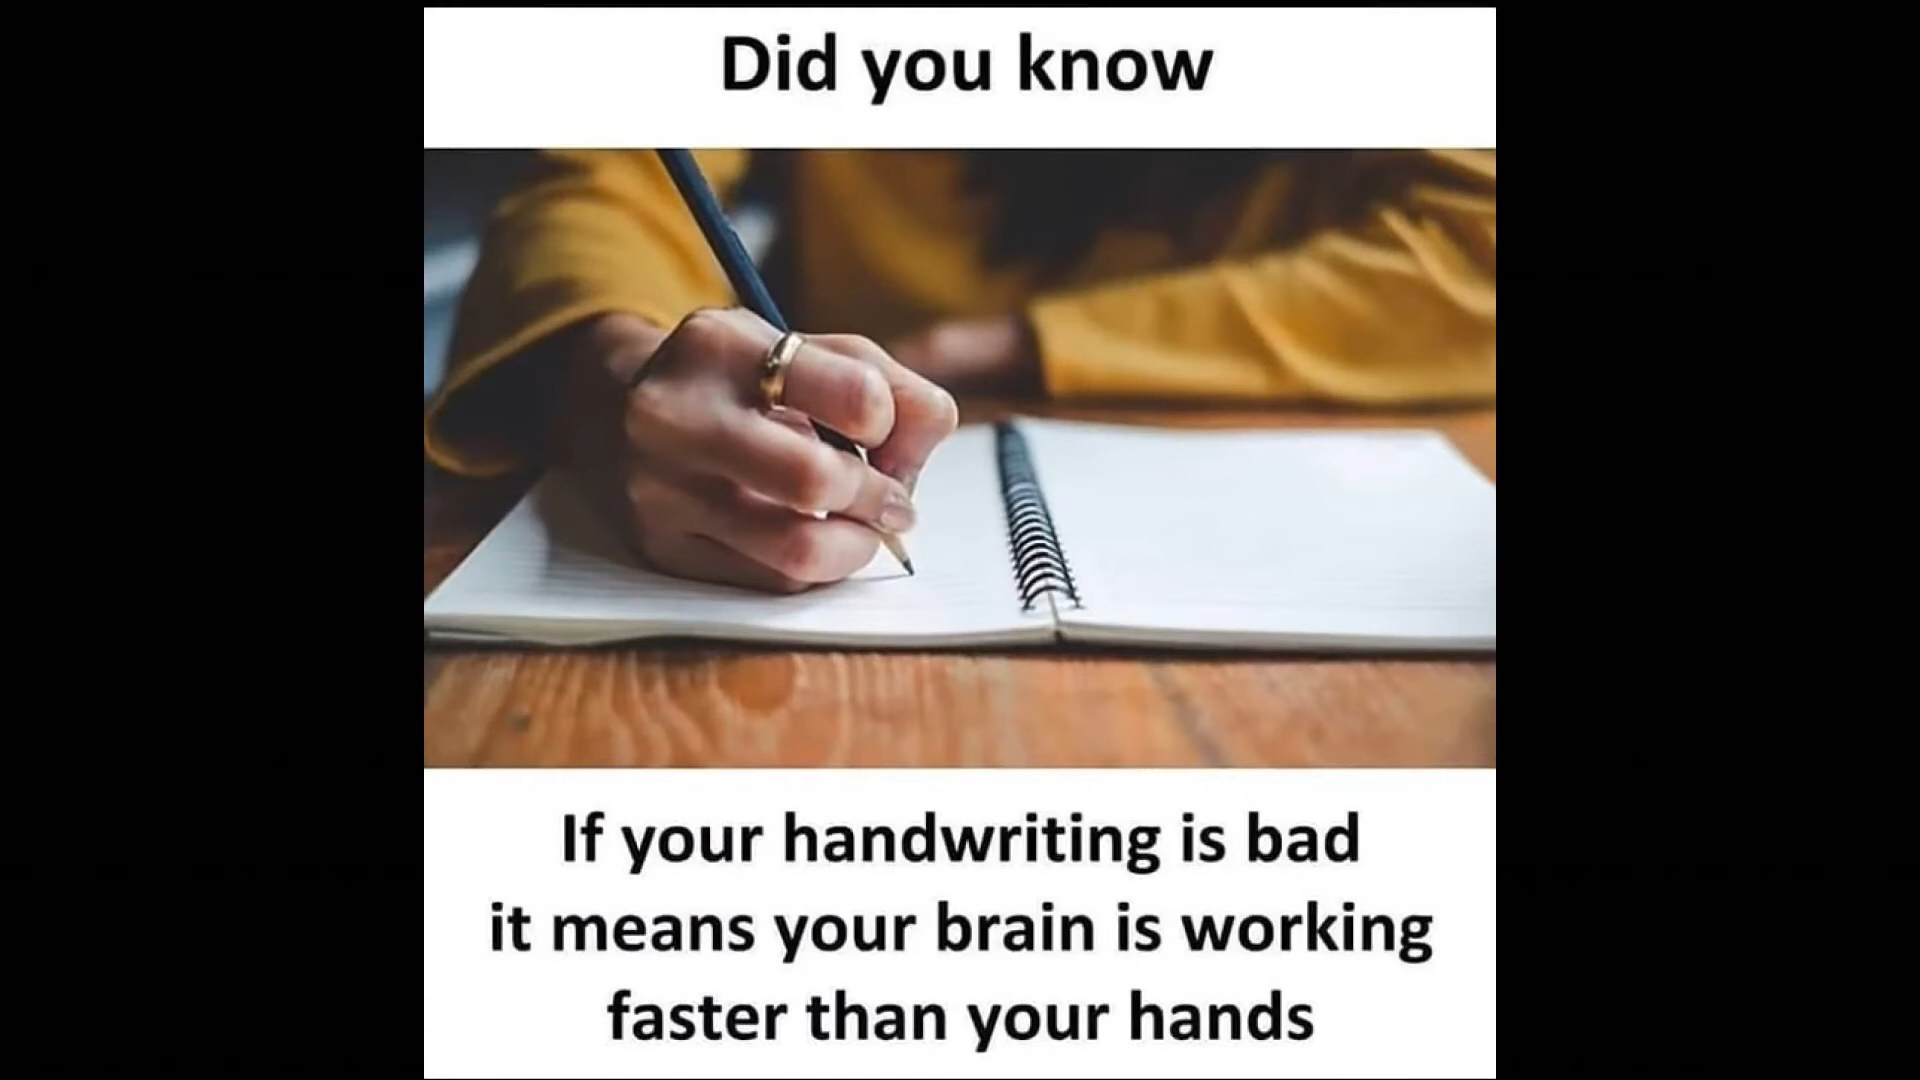 Did you know
If your handwriting is bad
it means your brain is working
faster than your hands